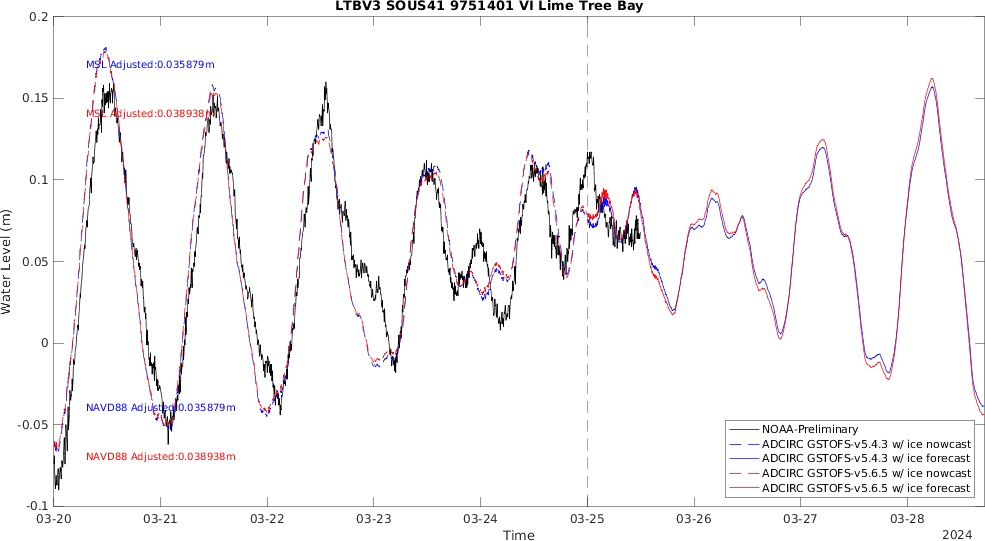 LTBV3 SOUS41 9751401 VI Lime Tree Bay
0.2
0.15
0.1
0.05
0
-0.05
-0.1
Water Level (m)
MSL Adjusted:0.035879m
MSL Adjusted:0.038938m
NAVD88 Adjusted:0.035879m
NAVD88 Adjusted:0.038938m
NOAA-Preliminary
ADCIRC GSTOFS-v5.4.3 w/ ice nowcast
ADCIRC GSTOFS-v5.4.3 w/ ice forecast
ADCIRC GSTOFS-v5.6.5 w/ ice nowcast
ADCIRC GSTOFS-v5.6.5 w/ ice forecast
03-20 03-21 03-22 03-23 03-24 03-25 03-26 03-27 03-28
Time
2024